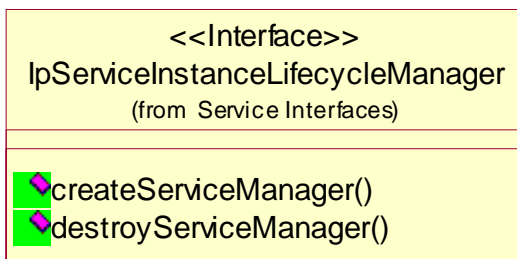 <<Interface>>
IpServiceInstanceLifecycleManager
(from Service Interfaces)
createServiceManager()
destroyServiceManager()